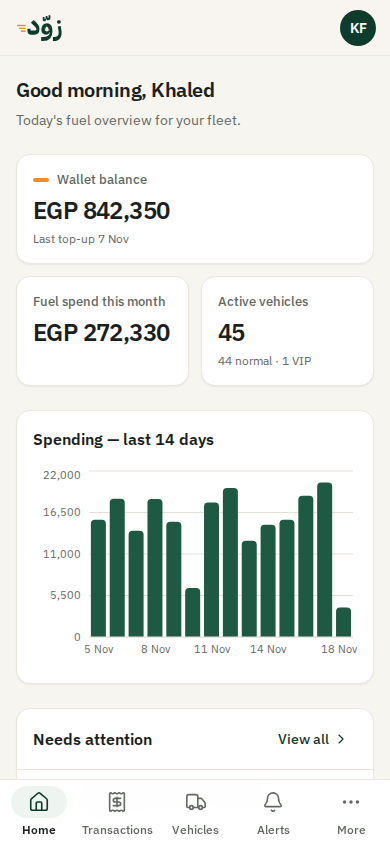 زوّد
KF
Good morning, Khaled
Today's fuel overview for your fleet.
Wallet balance
EGP 842,350
Last top-up 7 Nov
Fuel spend this month
EGP 272,330
Active vehicles
45
44 normal · 1 VIP
Spending — last 14 days
22,000
16,500
11,000
5,500
0
5 Nov 8 Nov 11 Nov 14 Nov 18 Nov
Needs attention
View all
Home Transactions Vehicles Alerts More